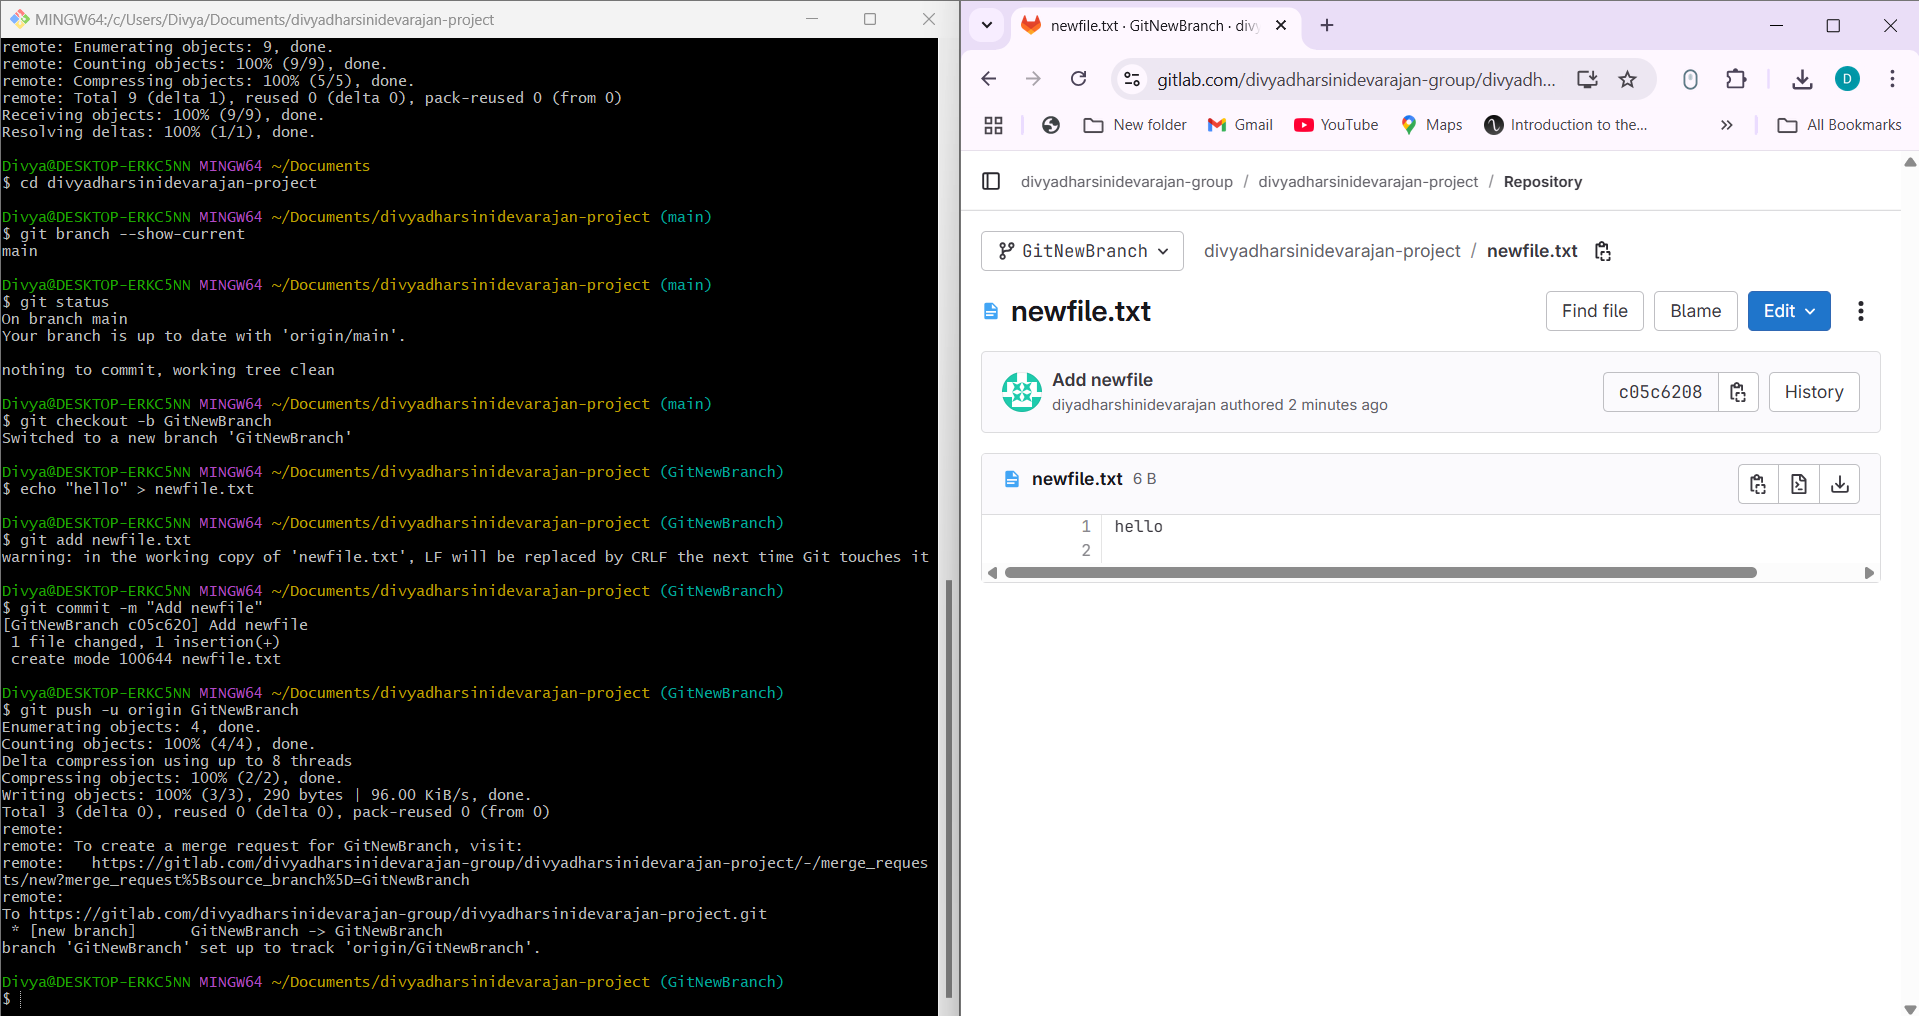 MINGW64:/c/Users/Divya/Documents/divyadharsinidevarajan-project
remote: Enumerating objects: 9, done.
remote: Counting objects: 100% (9/9), done.
remote: Compressing objects: 100% (5/5), done.
remote: Total 9 (delta 1), reused 0 (delta 0), pack-reused 0 (from 0)
Receiving objects: 100% (9/9), done.
Resolving deltas: 100% (1/1), done.
Divya@DESKTOP-ERKC5NN MINGW64 ~/Documents
$ cd divyadharsinidevarajan-project
Divya@DESKTOP-ERKC5NN MINGW64 ~/Documents/divyadharsinidevarajan-project (main)
$ git branch --show-current
main
Divya@DESKTOP-ERKC5NN MINGW64 ~/Documents/divyadharsinidevarajan-project (main)
$ git status
On branch main
Your branch is up to date with 'origin/main'.
nothing to commit, working tree clean
Divya@DESKTOP-ERKC5NN MINGW64 ~/Documents/divyadharsinidevarajan-project (main)
$ git checkout -b GitNewBranch
Switched to a new branch 'GitNewBranch'
Divya@DESKTOP-ERKC5NN MINGW64 ~/Documents/divyadharsinidevarajan-project (GitNewBranch)
$ echo "hello" > newfile.txt
Divya@DESKTOP-ERKC5NN MINGW64 ~/Documents/divyadharsinidevarajan-project (GitNewBranch)
$ git add newfile.txt
warning: in the working copy of 'newfile.txt', LF will be replaced by CRLF the next time Git touches it
Divya@DESKTOP-ERKC5NN MINGW64 ~/Documents/divyadharsinidevarajan-project (GitNewBranch)
$ git commit -m "Add newfile"
[GitNewBranch c05c620] Add newfile
1 file changed, 1 insertion(+)
create mode 100644 newfile.txt
Divya@DESKTOP-ERKC5NN MINGW64 ~/Documents/divyadharsinidevarajan-project (GitNewBranch)
$ git push -u origin GitNewBranch
Enumerating objects: 4, done.
Counting objects: 100% (4/4), done.
Delta compression using up to 8 threads
Compressing objects: 100% (2/2), done.
Writing objects: 100% (3/3), 290 bytes | 96.00 KiB/s, done.
Total 3 (delta 0), reused 0 (delta 0), pack-reused 0 (from 0)
remote:
remote: To create a merge request for GitNewBranch, visit:
remote:   https://gitlab.com/divyadharsinidevarajan-group/divyadharsinidevarajan-project/-/merge_reques
ts/new?merge_request%5Bsource_branch%5D=GitNewBranch
remote:
To https://gitlab.com/divyadharsinidevarajan-group/divyadharsinidevarajan-project.git
* [new branch]      GitNewBranch -> GitNewBranch
branch 'GitNewBranch' set up to track 'origin/GitNewBranch'.
Divya@DESKTOP-ERKC5NN MINGW64 ~/Documents/divyadharsinidevarajan-project (GitNewBranch)
$
newfile.txt · GitNewBranch · div
gitlab.com/divyadharsinidevarajan-group/divyadh... D
New folder Gmail YouTube Maps Introduction to the... » All Bookmarks
divyadharsinidevarajan-group / divyadharsinidevarajan-project / Repository
GitNewBranch divyadharsinidevarajan-project / newfile.txt
newfile.txt Find file Blame Edit
Add newfile
diyadharshinidevarajan authored 2 minutes ago
c05c6208 History
newfile.txt 6 B
1 hello
2